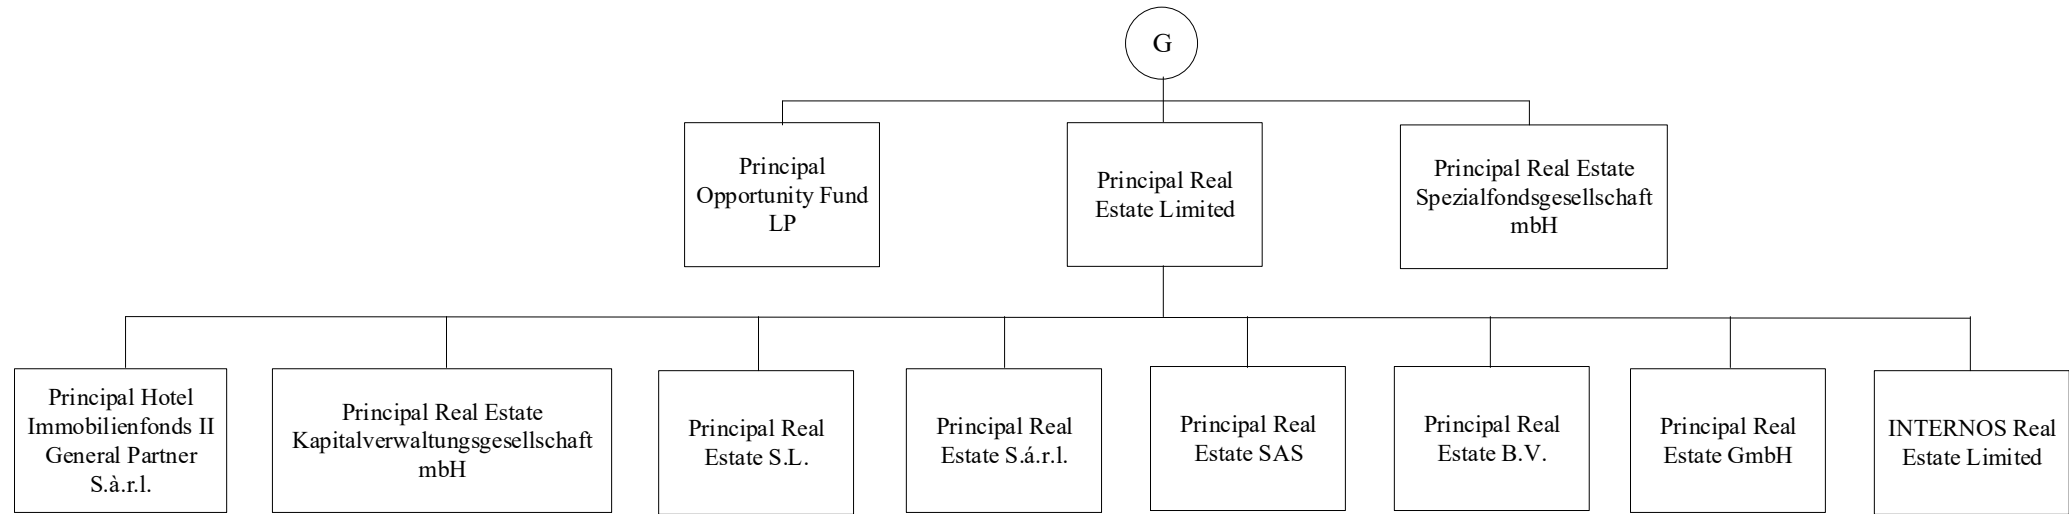 G
Principal
Opportunity Fund
LP
Principal Real
Estate Limited
Principal Real Estate
Spezialfondsgesellschaft
mbH
Principal Hotel
Immobilienfonds II
General Partner
S.à.r.l.
Principal Real Estate
Kapitalverwaltungsgesellschaft
mbH
Principal Real
Estate S.L.
Principal Real
Estate S.á.r.l.
Principal Real
Estate SAS
Principal Real
Estate B.V.
Principal Real
Estate GmbH
INTERNOS Real
Estate Limited